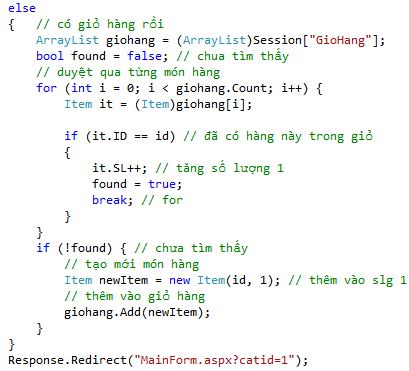 else
{   // có giỏ hàng rồi
    ArrayList giohang = (ArrayList)Session["GioHang"];
    bool found = false; // chua tìm thấy
    // duyệt qua từng món hàng
    for (int i = 0; i < giohang.Count; i++) {
        Item it = (Item)giohang[i];

        if (it.ID == id) // đã có hàng này trong giỏ
        {
            it.SL++; // tăng số lượng 1
            found = true;
            break; // for
        }
    }
    if (!found) { // chưa tìm thấy
        // tạo mới món hàng
        Item newItem = new Item(id, 1); // thêm vào slg 1
        // thêm vào giỏ hàng
        giohang.Add(newItem);
    }
}
Response.Redirect("MainForm.aspx?catid=1");